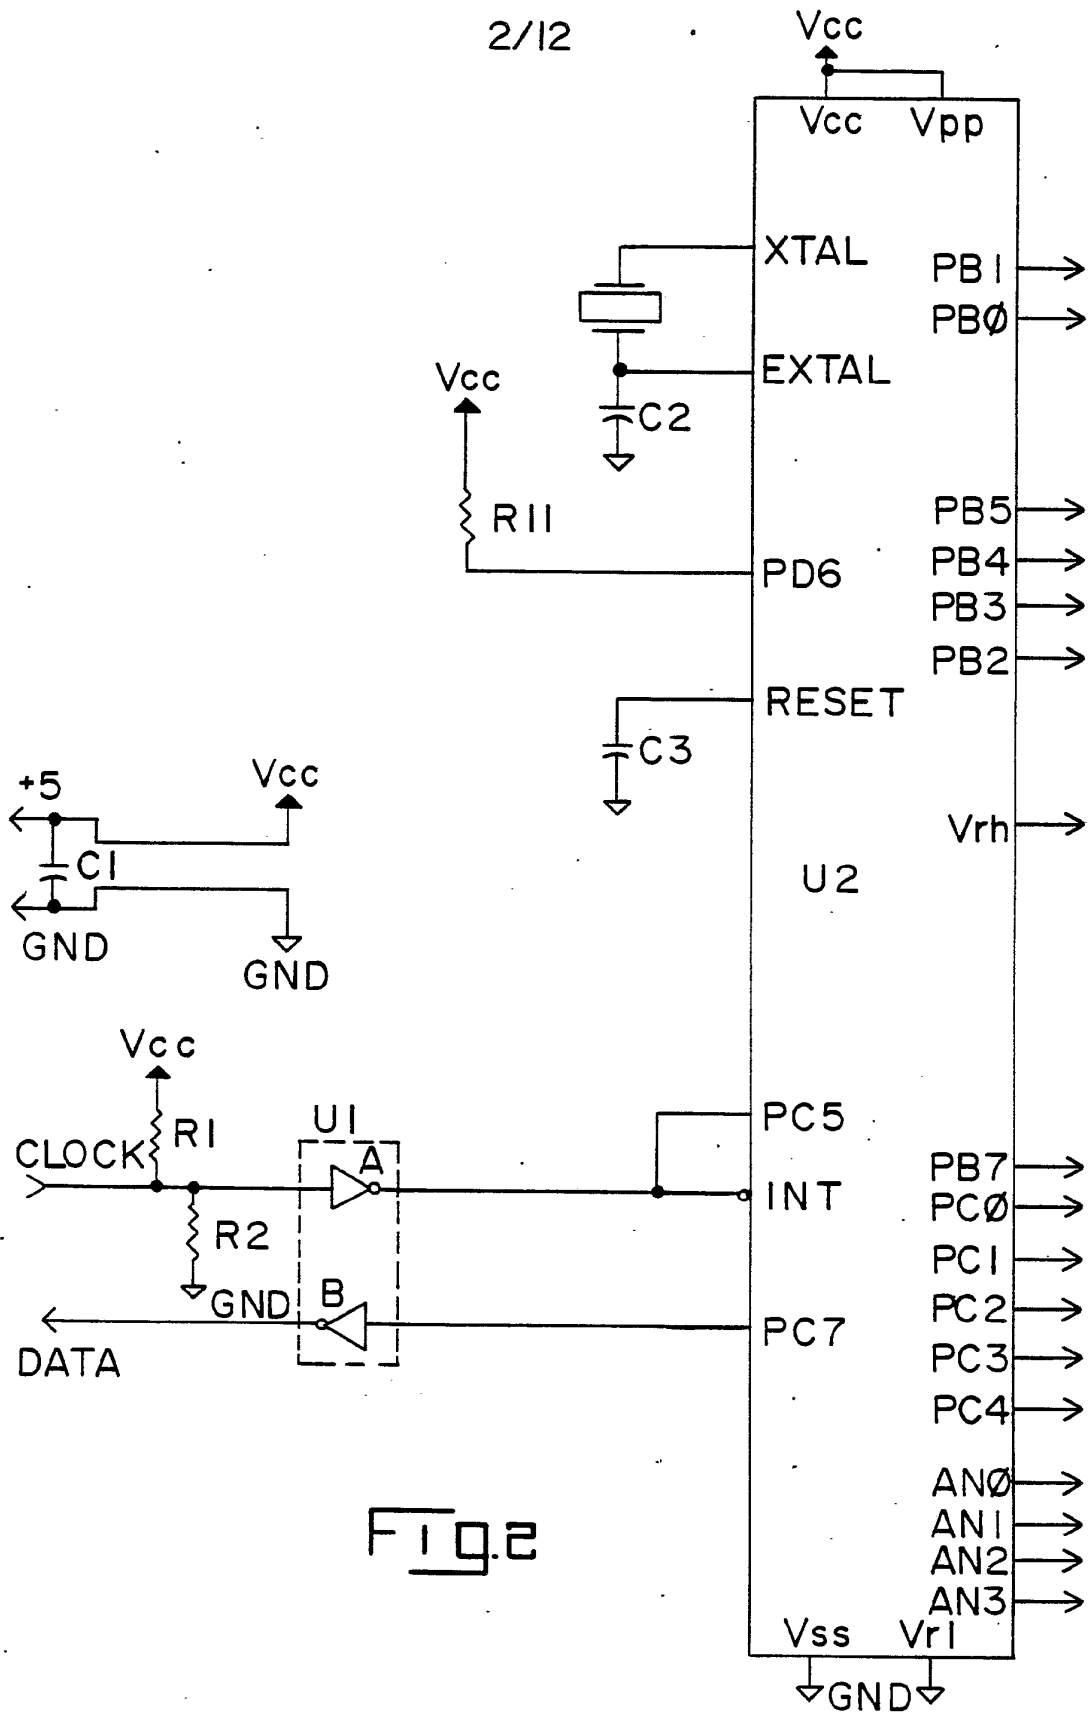 2/12
Vcc
Vcc Vpp
XTAL
PB1
PBØ
EXTAL
Vcc
C2
R11
PB5
PD6
PB4
PB3
PB2
RESET
C3
+5
Vcc
Vrh
C1
U2
GND
GND
Vcc
R1
U1
PC5
CLOCK
A
PB7
INT
PCØ
R2
PC1
GND
B
PC2
PC7
DATA
PC3
PC4
ANØ
AN1
Fig.2
AN2
AN3
Vss Vrl
GND